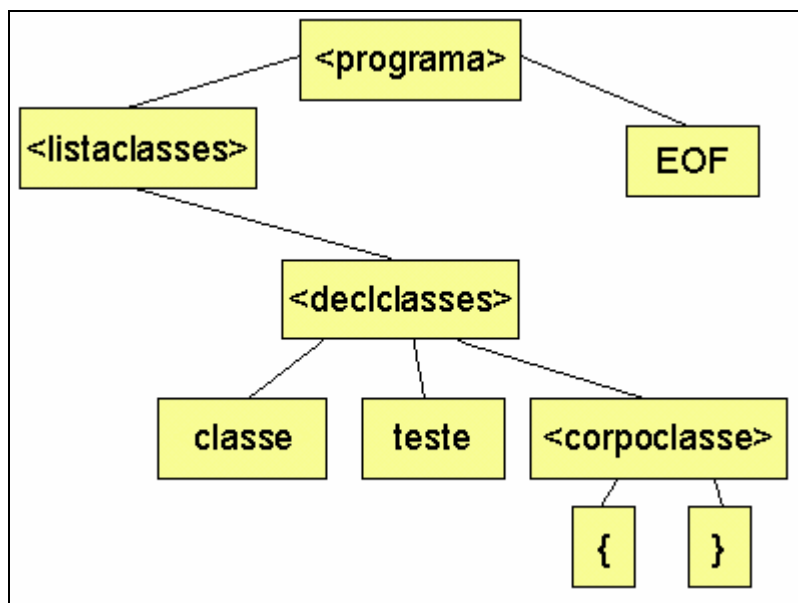 <programa>
<listaclasses>
EOF
<declclasses>
classe
teste
<corpoclasse>
{
}